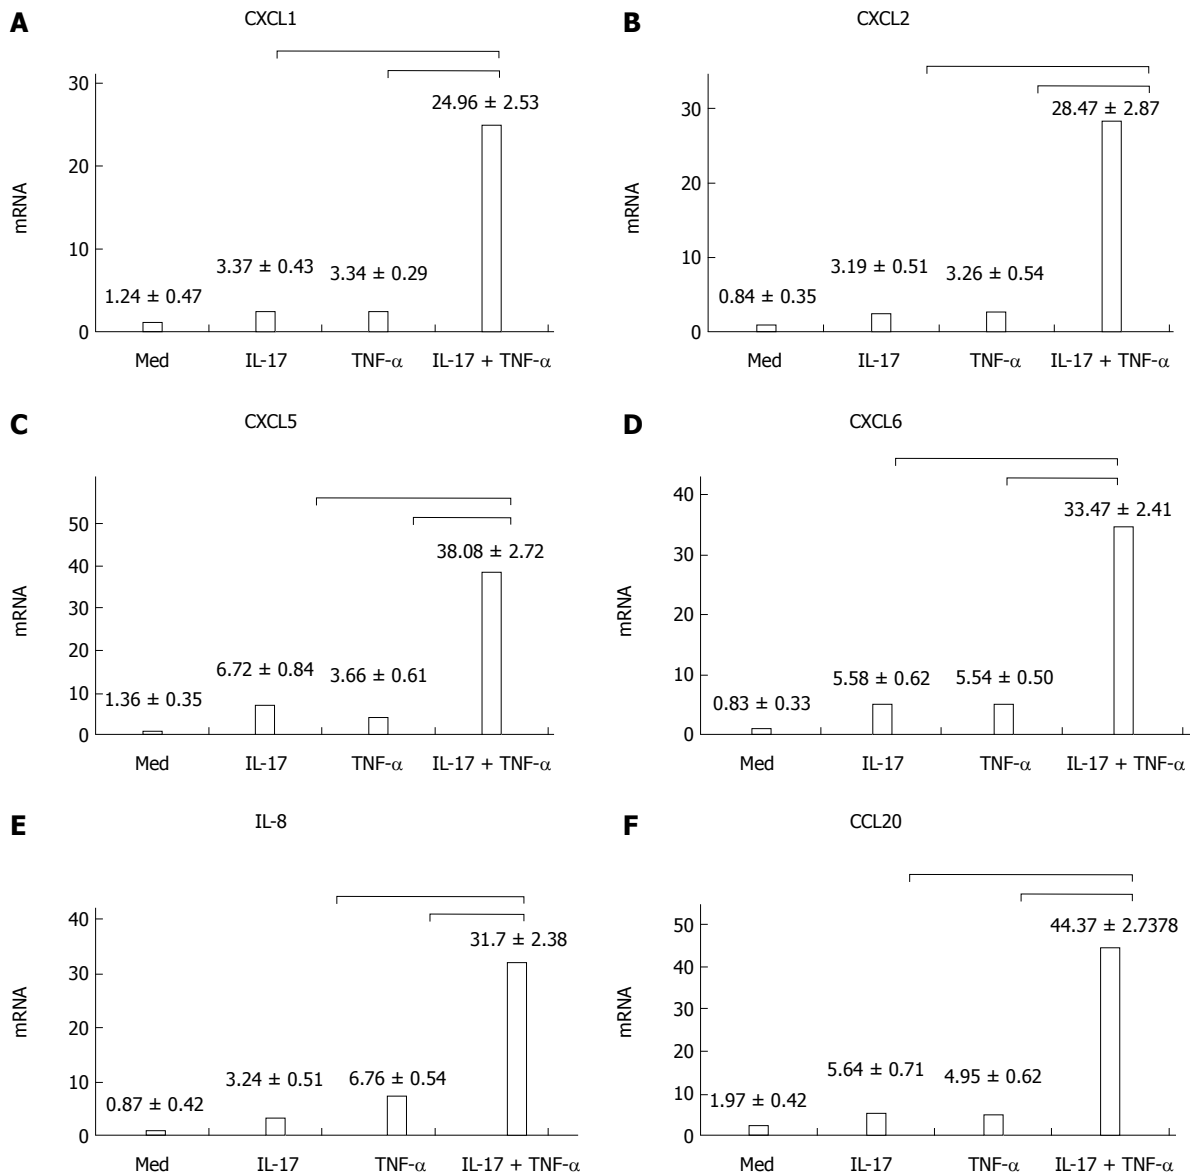 A
CXCL1
30
20
10
0
mRNA
1.24 ± 0.47
3.37 ± 0.43
3.34 ± 0.29
24.96 ± 2.53
Med
IL-17
TNF-α
IL-17 + TNF-α
B
CXCL2
30
20
10
0
mRNA
0.84 ± 0.35
3.19 ± 0.51
3.26 ± 0.54
28.47 ± 2.87
Med
IL-17
TNF-α
IL-17 + TNF-α
C
CXCL5
50
40
30
20
10
0
mRNA
1.36 ± 0.35
6.72 ± 0.84
3.66 ± 0.61
38.08 ± 2.72
Med
IL-17
TNF-α
IL-17 + TNF-α
D
CXCL6
40
30
20
10
0
mRNA
0.83 ± 0.33
5.58 ± 0.62
5.54 ± 0.50
33.47 ± 2.41
Med
IL-17
TNF-α
IL-17 + TNF-α
E
IL-8
40
30
20
10
0
mRNA
0.87 ± 0.42
3.24 ± 0.51
6.76 ± 0.54
31.7 ± 2.38
Med
IL-17
TNF-α
IL-17 + TNF-α
F
CCL20
50
40
30
20
10
0
mRNA
1.97 ± 0.42
5.64 ± 0.71
4.95 ± 0.62
44.37 ± 2.7378
Med
IL-17
TNF-α
IL-17 + TNF-α